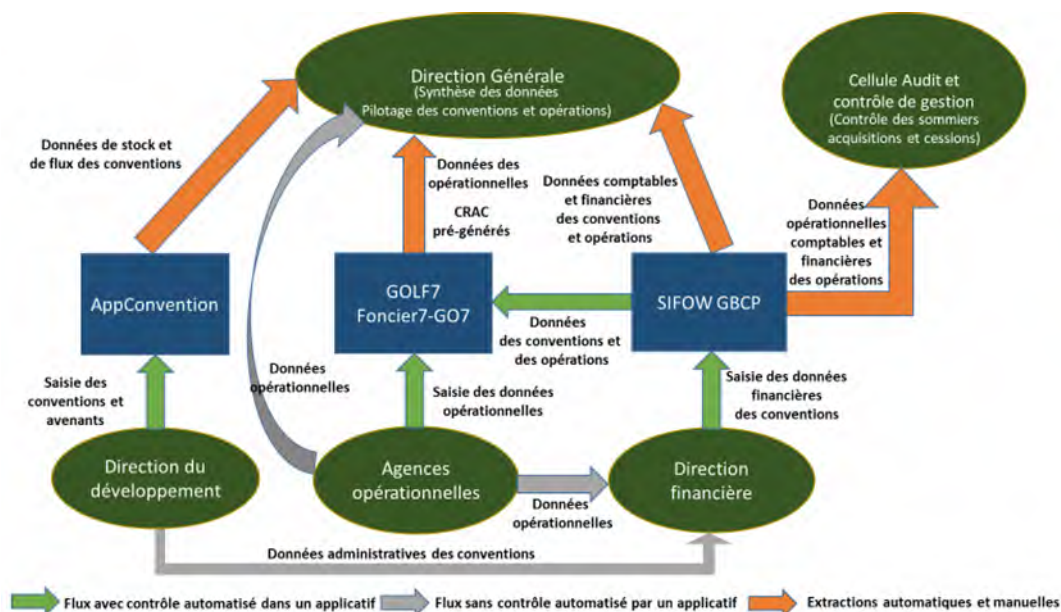 Direction Générale
(Synthèse des données
Pilotage des conventions et opérations)
Cellule Audit et
contrôle de gestion
(Contrôle des sommiers
acquisitions et cessions)
Données de stock et
de flux des conventions
Données des
opérationnelles
CRAC
pré-générés
Données comptables
et financières
des conventions
et opérations
Données
opérationnelles
comptables et
financières
des opérations
AppConvention
GOLF7
Foncier7-GO7
SIFOW GBCP
Données
des conventions et
des opérations
Saisie des
conventions et
avenants
Données
opérationnelles
Saisie des données
opérationnelles
Saisie des données
financières
des conventions
Direction du
développement
Agences
opérationnelles
Direction
financière
Données
opérationnelles
Données administratives des conventions
Flux avec contrôle automatisé dans un applicatif
Flux sans contrôle automatisé par un applicatif
Extractions automatiques et manuelles